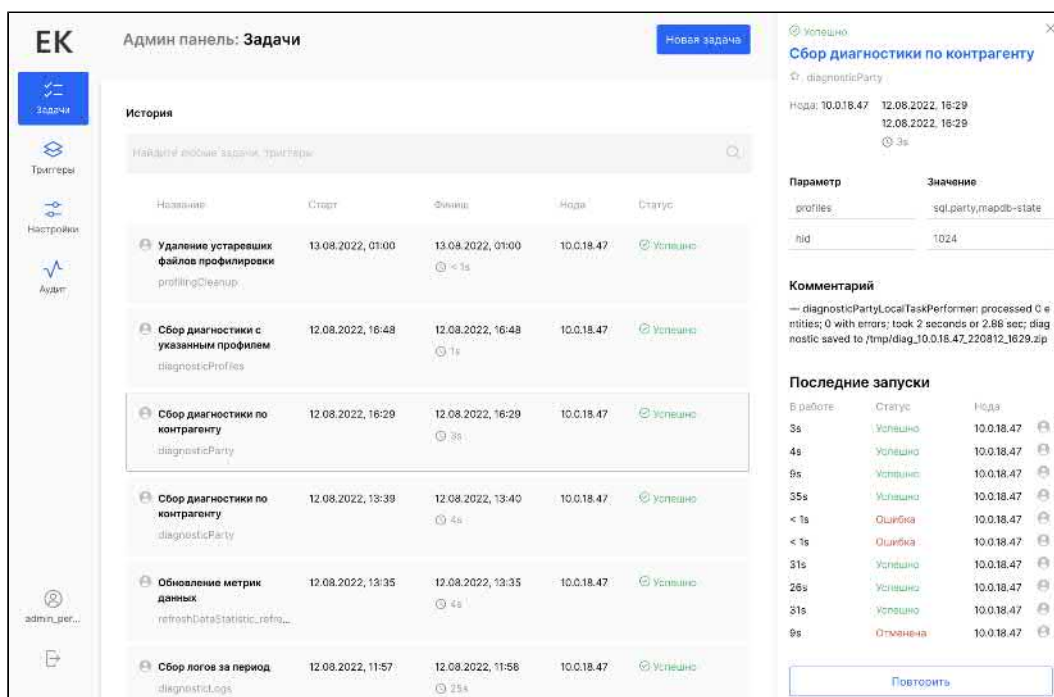 EK
Админ панель: Задачи
Новая задача
Задачи
Триггеры
Настройки
Аудит
admin_per...
История
Найдите любые задачи, триггеры
Название Старт Финиш Нода Статус
Удаление устаревших файлов профилировки
13.08.2022, 01:00 13.08.2022, 01:00 10.0.18.47 Успешно
< 1s
profilingCleanup
Сбор диагностики с указанным профилем
12.08.2022, 16:48 12.08.2022, 16:48 10.0.18.47 Успешно
1s
diagnosticProfiles
Сбор диагностики по контрагенту
12.08.2022, 16:29 12.08.2022, 16:29 10.0.18.47 Успешно
3s
diagnosticParty
Сбор диагностики по контрагенту
12.08.2022, 13:39 12.08.2022, 13:40 10.0.18.47 Успешно
4s
diagnosticParty
Обновление метрик данных
12.08.2022, 13:35 12.08.2022, 13:35 10.0.18.47 Успешно
4s
refreshDataStatistic_refre...
Сбор логов за период
12.08.2022, 11:57 12.08.2022, 11:58 10.0.18.47 Успешно
25s
diagnosticLogs
Успешно
Сбор диагностики по контрагенту
diagnosticParty
Нода: 10.0.18.47 12.08.2022, 16:29
12.08.2022, 16:29
3s
Параметр Значение
profiles sql,party,mapdb-state
hid 1024
Комментарий
— diagnosticPartyLocalTaskPerformer: processed 0 e
ntities; 0 with errors; took 2 seconds or 2.88 sec; diag
nostic saved to /tmp/diag_10.0.18.47_220812_1629.zip
Последние запуски
В работе Статус Нода
3s Успешно 10.0.18.47
4s Успешно 10.0.18.47
9s Успешно 10.0.18.47
35s Успешно 10.0.18.47
< 1s Ошибка 10.0.18.47
< 1s Ошибка 10.0.18.47
31s Успешно 10.0.18.47
26s Успешно 10.0.18.47
31s Успешно 10.0.18.47
9s Отменена 10.0.18.47
Повторить